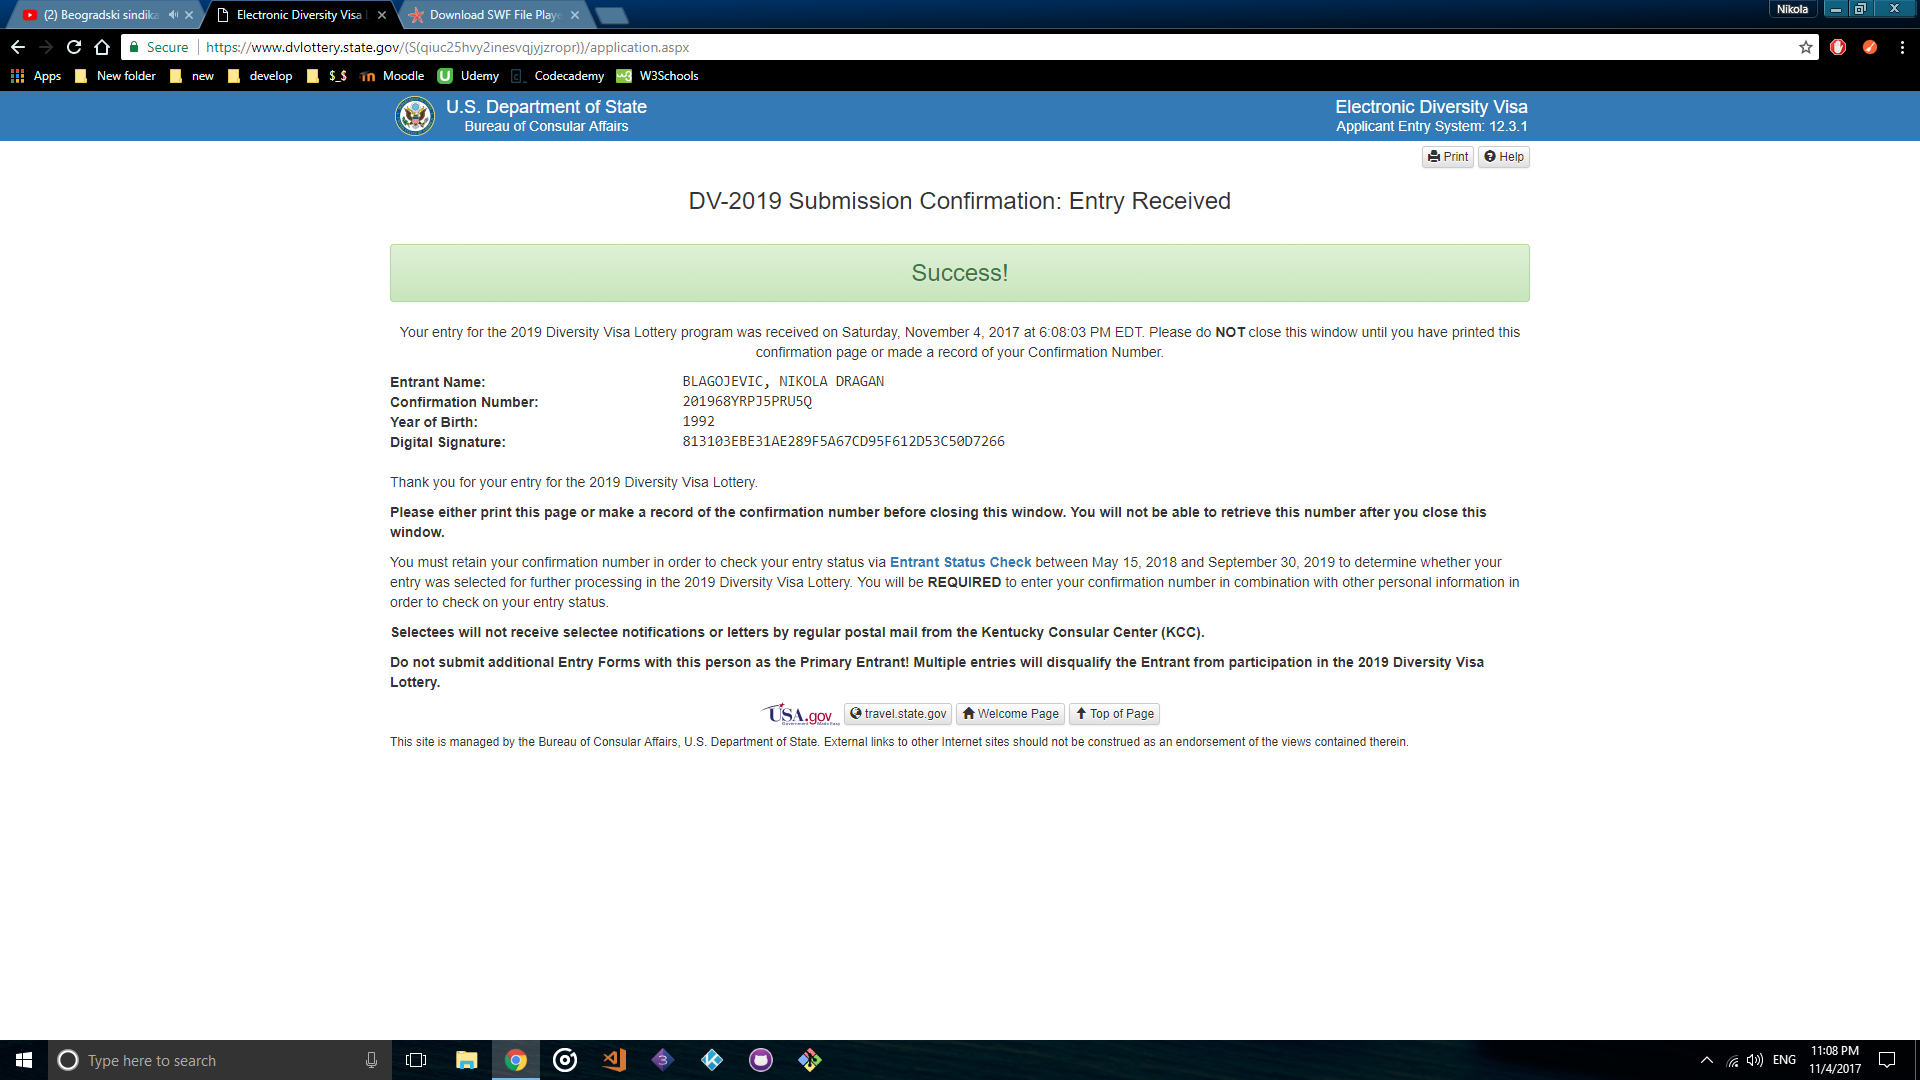 (2) Beogradski sindika
Electronic Diversity Visa
Download SWF File Playe
Nikola
Secure
https://www.dvlottery.state.gov/(S(qiuc25hvy2inesvqjyjzropr))/application.aspx
Apps New folder new develop $_$ Moodle Udemy Codecademy W3Schools
U.S. Department of State
Bureau of Consular Affairs
Electronic Diversity Visa
Applicant Entry System: 12.3.1
Print Help
DV-2019 Submission Confirmation: Entry Received
Success!
Your entry for the 2019 Diversity Visa Lottery program was received on Saturday, November 4, 2017 at 6:08:03 PM EDT. Please do NOT close this window until you have printed this
confirmation page or made a record of your Confirmation Number.
Entrant Name: BLAGOJEVIC, NIKOLA DRAGAN
Confirmation Number: 201968YRPJ5PRU5Q
Year of Birth: 1992
Digital Signature: 813103EBE31AE289F5A67CD95F612D53C50D7266
Thank you for your entry for the 2019 Diversity Visa Lottery.
Please either print this page or make a record of the confirmation number before closing this window. You will not be able to retrieve this number after you close this
window.
You must retain your confirmation number in order to check your entry status via Entrant Status Check between May 15, 2018 and September 30, 2019 to determine whether your
entry was selected for further processing in the 2019 Diversity Visa Lottery. You will be REQUIRED to enter your confirmation number in combination with other personal information in
order to check on your entry status.
Selectees will not receive selectee notifications or letters by regular postal mail from the Kentucky Consular Center (KCC).
Do not submit additional Entry Forms with this person as the Primary Entrant! Multiple entries will disqualify the Entrant from participation in the 2019 Diversity Visa
Lottery.
USA.gov travel.state.gov Welcome Page Top of Page
This site is managed by the Bureau of Consular Affairs, U.S. Department of State. External links to other Internet sites should not be construed as an endorsement of the views contained therein.
Type here to search
ENG
11:08 PM
11/4/2017